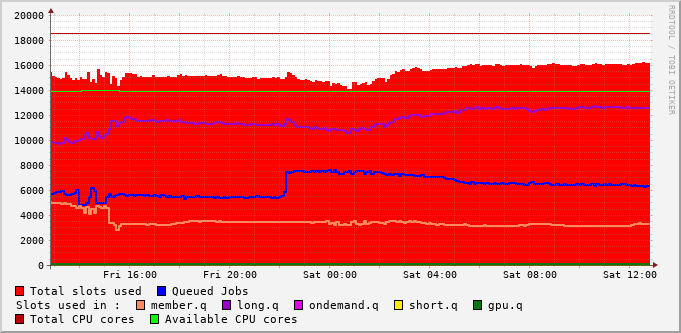 20000
18000
16000
14000
12000
10000
8000
6000
4000
2000
0
Fri 16:00 Fri 20:00 Sat 00:00 Sat 04:00 Sat 08:00 Sat 12:00
Total slots used Queued Jobs
Slots used in : member.q long.q ondemand.q short.q gpu.q
Total CPU cores Available CPU cores
RRDTOOL / TOBI OETIKER